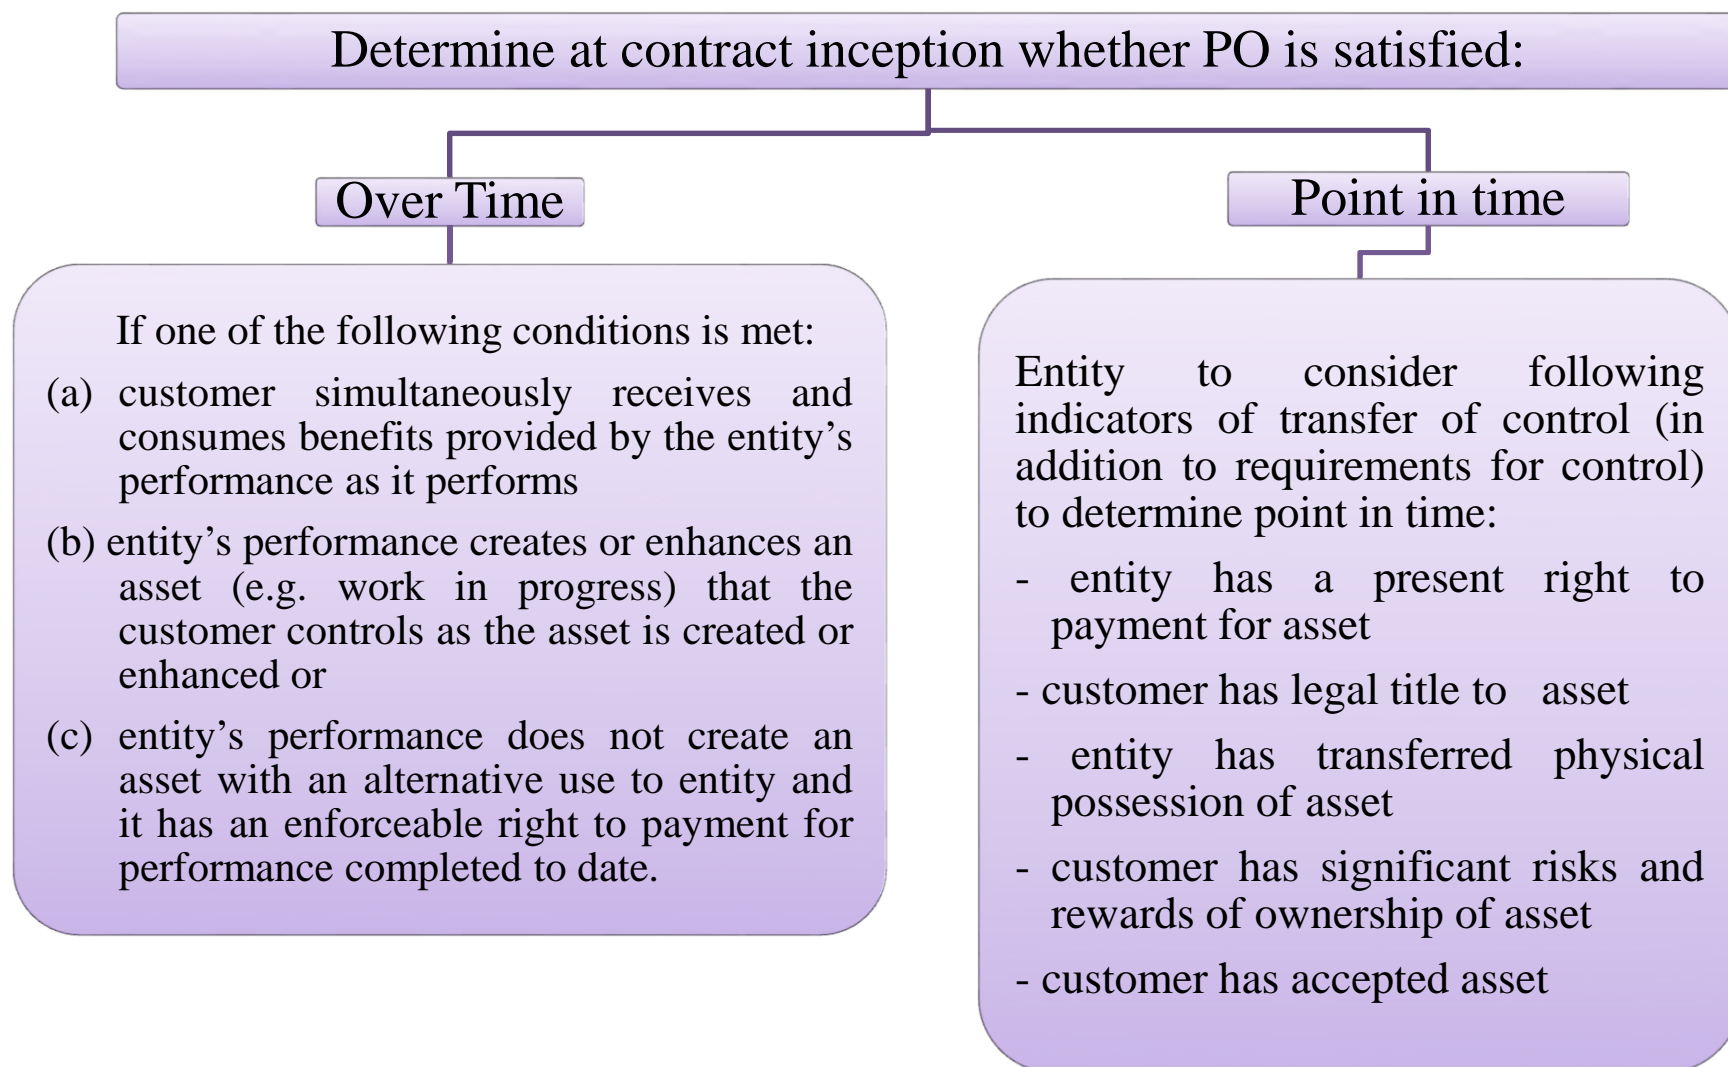 Determine at contract inception whether PO is satisfied:
Over Time
If one of the following conditions is met:
(a) customer simultaneously receives and
consumes benefits provided by the entity’s
performance as it performs
(b) entity’s performance creates or enhances an
asset (e.g. work in progress) that the
customer controls as the asset is created or
enhanced or
(c) entity’s performance does not create an
asset with an alternative use to entity and
it has an enforceable right to payment for
performance completed to date.
Point in time
Entity to consider following
indicators of transfer of control (in
addition to requirements for control)
to determine point in time:
- entity has a present right to
payment for asset
- customer has legal title to asset
- entity has transferred physical
possession of asset
- customer has significant risks and
rewards of ownership of asset
- customer has accepted asset